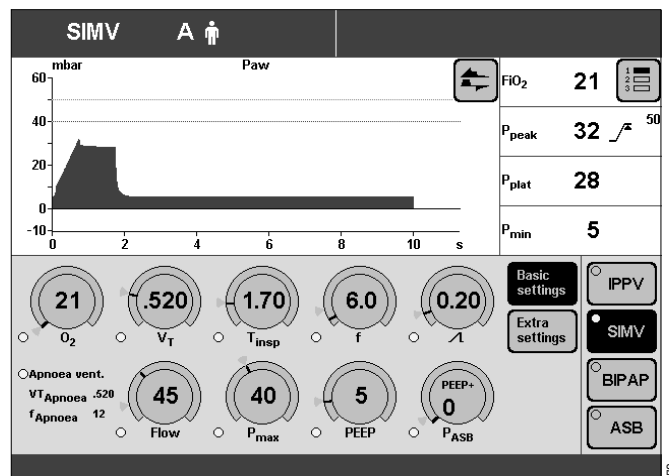 SIMV A
mbar Paw
60
40
20
0
-10
0 2 4 6 8 10 s
FiO2 21
1
2
3
Ppeak 32 50
Pplat 28
Pmin 5
21 .520 1.70 6.0 0.20
O2 VT Tinsp f
Basic
settings
Extra
settings
IPPV
SIMV
BIPAP
ASB
Apnoea vent.
VTApnoea .520
fApnoea 12
45 40 5 PEEP+
0
Flow Pmax PEEP PASB